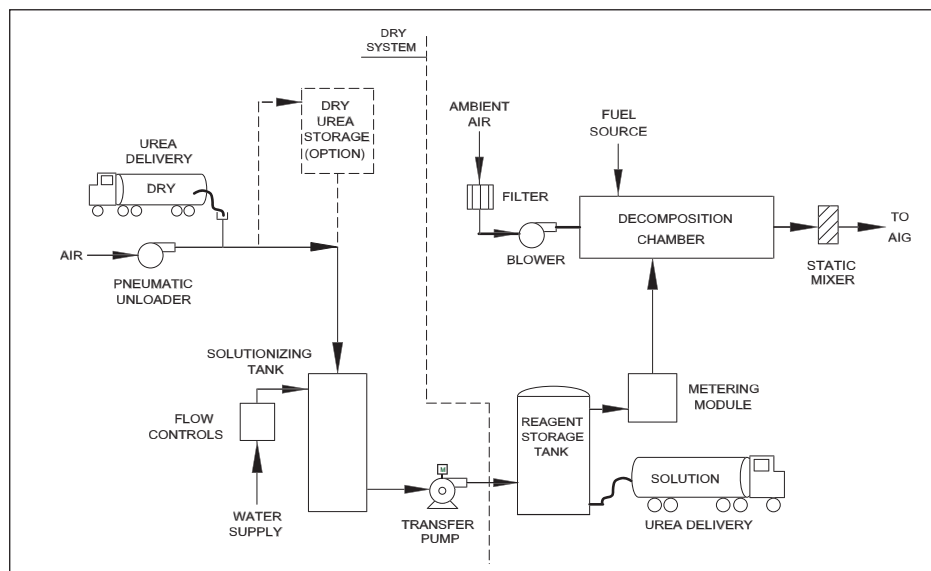 DRY
SYSTEM
DRY
UREA
STORAGE
(OPTION)
AMBIENT
AIR
FUEL
SOURCE
UREA
DELIVERY
DRY
FILTER
DECOMPOSITION
CHAMBER
TO
AIG
AIR
BLOWER
STATIC
MIXER
PNEUMATIC
UNLOADER
SOLUTIONIZING
TANK
METERING
MODULE
FLOW
CONTROLS
REAGENT
STORAGE
TANK
M
SOLUTION
WATER
SUPPLY
TRANSFER
PUMP
UREA DELIVERY